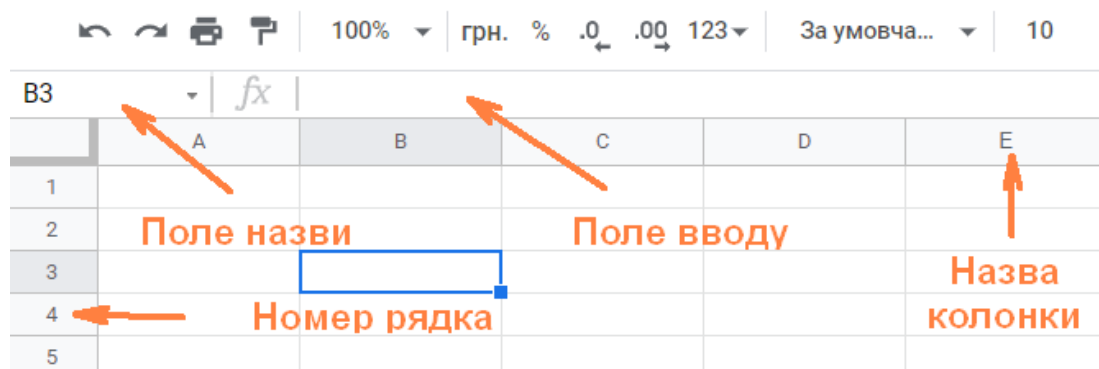 100% грн. % .0 .00 123 За умовча... 10
B3 fx
A B C D E
1
2 Поле назви Поле вводу
3 Назва
4 Номер рядка колонки
5